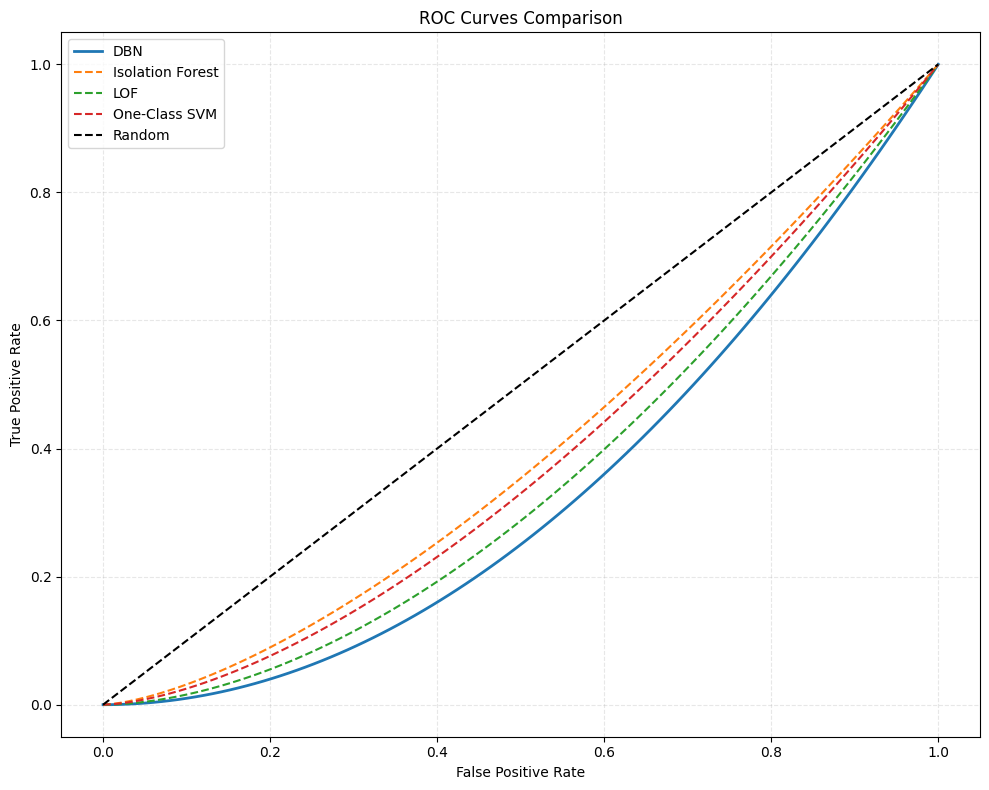 ROC Curves Comparison
DBN
Isolation Forest
LOF
One-Class SVM
Random
True Positive Rate
1.0
0.8
0.6
0.4
0.2
0.0
0.0 0.2 0.4 0.6 0.8 1.0
False Positive Rate